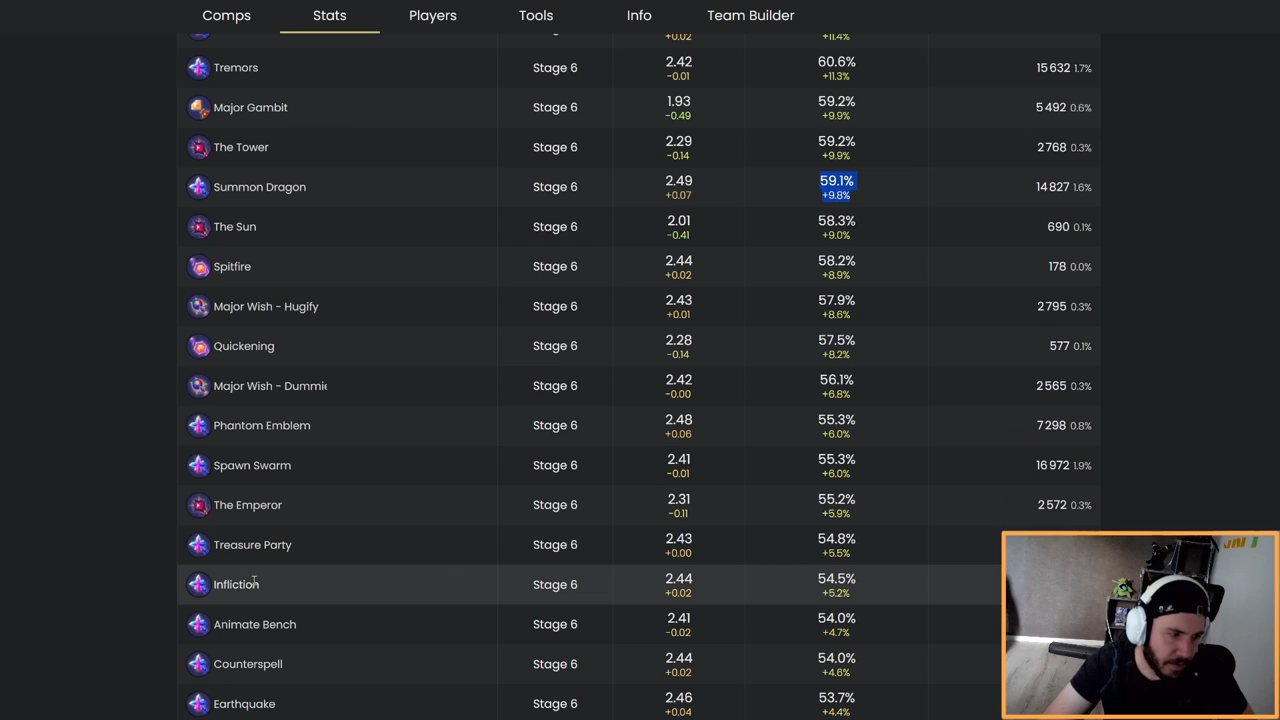 Comps Stats Players Tools Info Team Builder
+0.02 +11.4%
Tremors Stage 6 2.42 60.6% 15 632 1.7%
-0.01 +11.3%
Major Gambit Stage 6 1.93 59.2% 5 492 0.6%
-0.49 +9.9%
The Tower Stage 6 2.29 59.2% 2 768 0.3%
-0.14 +9.9%
Summon Dragon Stage 6 2.49 59.1% 14 827 1.6%
+0.07 +9.8%
The Sun Stage 6 2.01 58.3% 690 0.1%
-0.41 +9.0%
Spitfire Stage 6 2.44 58.2% 178 0.0%
+0.02 +8.9%
Major Wish - Hugify Stage 6 2.43 57.9% 2 795 0.3%
+0.01 +8.6%
Quickening Stage 6 2.28 57.5% 577 0.1%
-0.14 +8.2%
Major Wish - Dummie Stage 6 2.42 56.1% 2 565 0.3%
-0.00 +6.8%
Phantom Emblem Stage 6 2.48 55.3% 7 298 0.8%
+0.06 +6.0%
Spawn Swarm Stage 6 2.41 55.3% 16 972 1.9%
-0.01 +6.0%
The Emperor Stage 6 2.31 55.2% 2 572 0.3%
-0.11 +5.9%
Treasure Party Stage 6 2.43 54.8%
+0.00 +5.5%
Infliction Stage 6 2.44 54.5%
+0.02 +5.2%
Animate Bench Stage 6 2.41 54.0%
-0.02 +4.7%
Counterspell Stage 6 2.44 54.0%
+0.02 +4.6%
Earthquake Stage 6 2.46 53.7%
+0.04 +4.4%